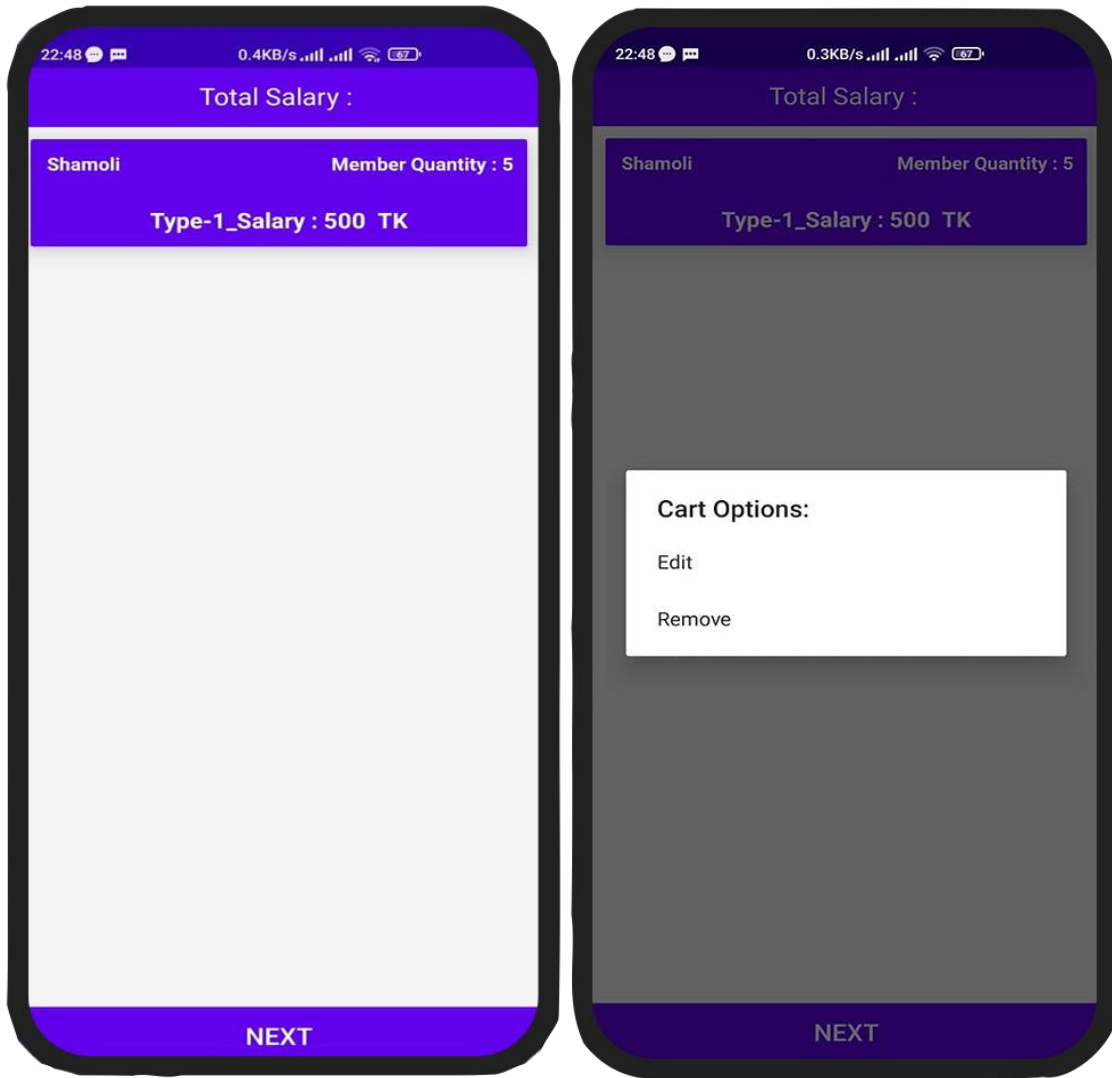 22:48 0.4KB/s 67
Total Salary :
Shamoli Member Quantity : 5
Type-1_Salary : 500 TK
NEXT
22:48 0.3KB/s 67
Total Salary :
Shamoli Member Quantity : 5
Type-1_Salary : 500 TK
Cart Options:
Edit
Remove
NEXT